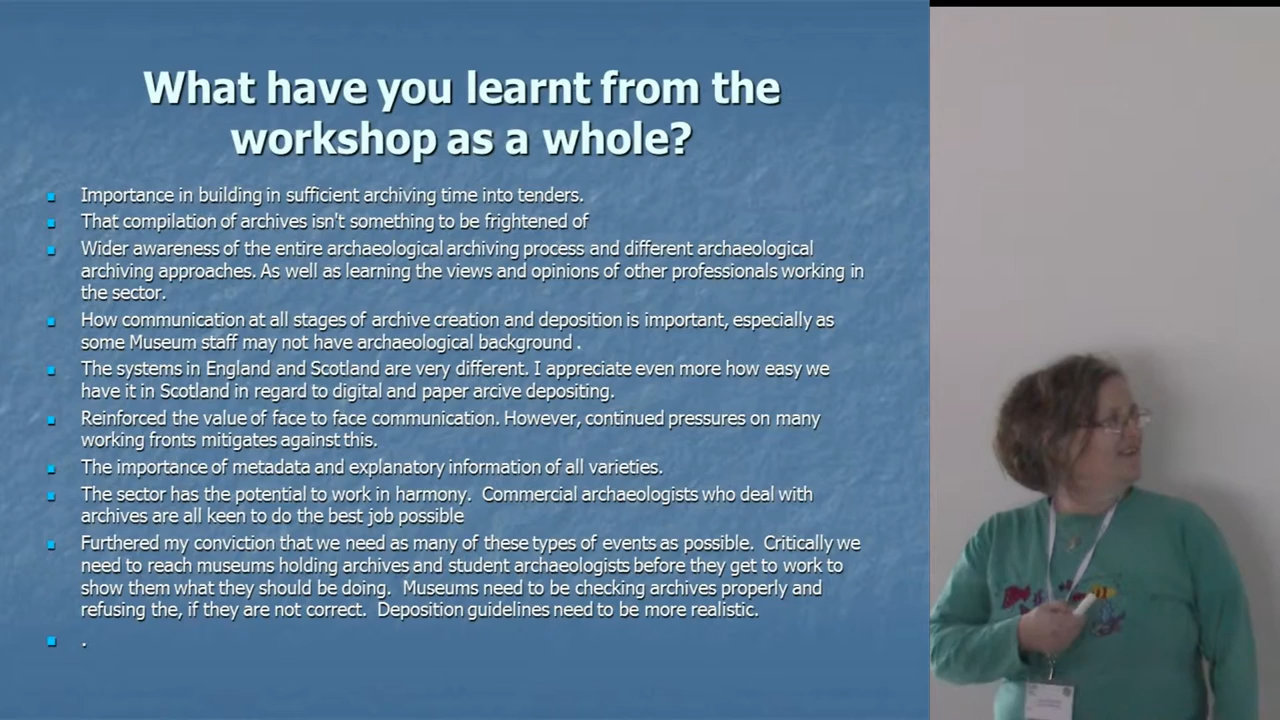 What have you learnt from the
workshop as a whole?
Importance in building in sufficient archiving time into tenders.
That compilation of archives isn't something to be frightened of
Wider awareness of the entire archaeological archiving process and different archaeological
archiving approaches. As well as learning the views and opinions of other professionals working in
the sector.
How communication at all stages of archive creation and deposition is important, especially as
some Museum staff may not have archaeological background .
The systems in England and Scotland are very different. I appreciate even more how easy we
have it in Scotland in regard to digital and paper arcive depositing.
Reinforced the value of face to face communication. However, continued pressures on many
working fronts mitigates against this.
The importance of metadata and explanatory information of all varieties.
The sector has the potential to work in harmony. Commercial archaeologists who deal with
archives are all keen to do the best job possible
Furthered my conviction that we need as many of these types of events as possible. Critically we
need to reach museums holding archives and student archaeologists before they get to work to
show them what they should be doing. Museums need to be checking archives properly and
refusing the, if they are not correct. Deposition guidelines need to be more realistic.
.